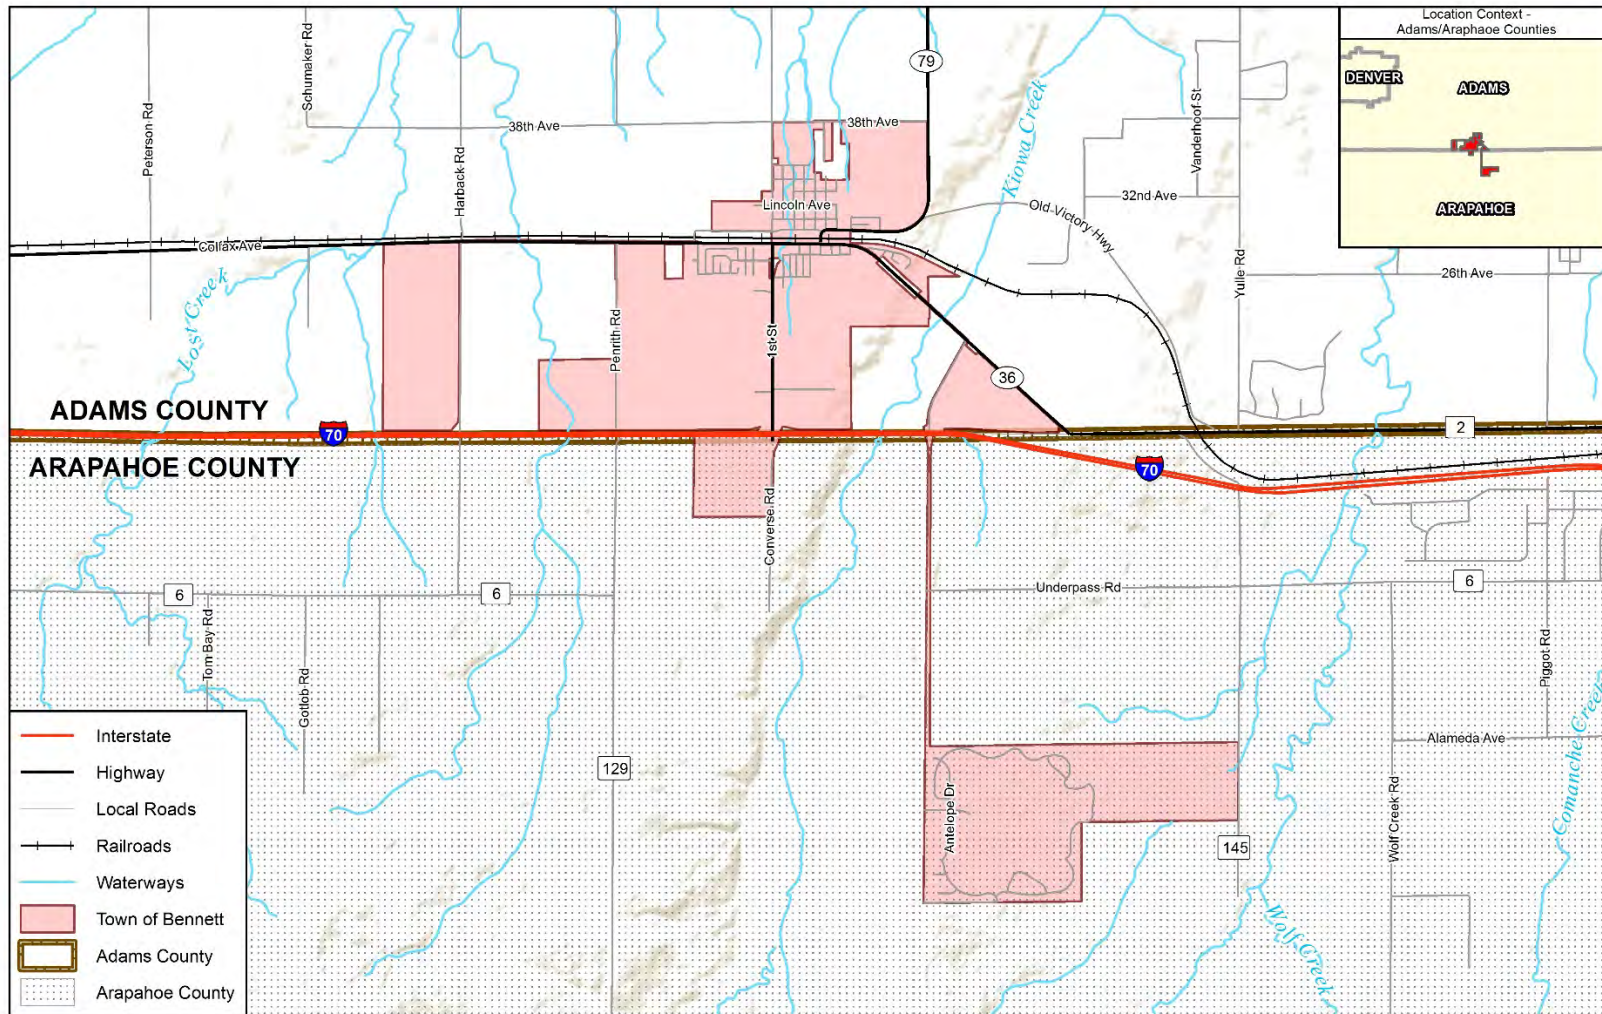 Location Context -
Adams/Araphaoe Counties
DENVER
ADAMS
ARAPAHOE
79
Schumaker Rd
Peterson Rd
Harback Rd
38th Ave
38th Ave
Kiowa Creek
Vanderhoof St
32nd Ave
Lincoln Ave
Old Victory Hwy
Colfax Ave
Yulle Rd
26th Ave
Lost Creek
Penrith Rd
1st St
36
ADAMS COUNTY
70
2
ARAPAHOE COUNTY
70
Converse Rd
6
6
Underpass Rd
6
Tom Bay Rd
Gotlob Rd
Piggot Rd
Comanche Creek
Alameda Ave
129
Antelope Dr
145
Wolf Creek Rd
Wolf Creek
Interstate
Highway
Local Roads
Railroads
Waterways
Town of Bennett
Adams County
Arapahoe County